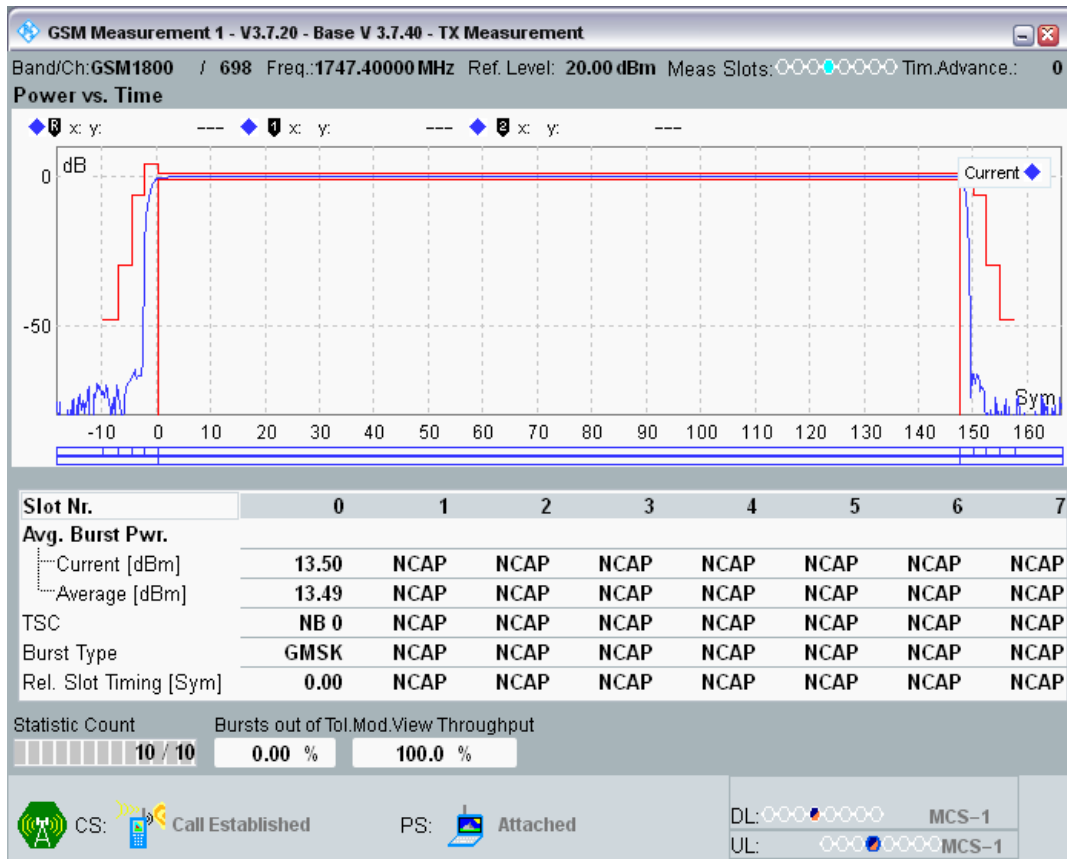 GSM Measurement 1 - V3.7.20 - Base V 3.7.40 - TX Measurement
Band/Ch:GSM1800 / 698 Freq.:1747.40000 MHz Ref. Level: 20.00 dBm Meas Slots: Tim.Advance.: 0
Power vs. Time
R x: y: --- 1 x: y: --- 2 x: y: ---
dB
Current
0
-50
Sym
-10 0 10 20 30 40 50 60 70 80 90 100 110 120 130 140 150 160
Slot Nr. 0 1 2 3 4 5 6 7
Avg. Burst Pwr.
Current [dBm] 13.50 NCAP NCAP NCAP NCAP NCAP NCAP NCAP
Average [dBm] 13.49 NCAP NCAP NCAP NCAP NCAP NCAP NCAP
TSC NB 0 NCAP NCAP NCAP NCAP NCAP NCAP NCAP
Burst Type GMSK NCAP NCAP NCAP NCAP NCAP NCAP NCAP
Rel. Slot Timing [Sym] 0.00 NCAP NCAP NCAP NCAP NCAP NCAP NCAP
Statistic Count Bursts out of Tol. Mod.View Throughput
10 / 10 0.00 % 100.0 %
CS: Call Established PS: Attached DL: MCS-1
UL: MCS-1